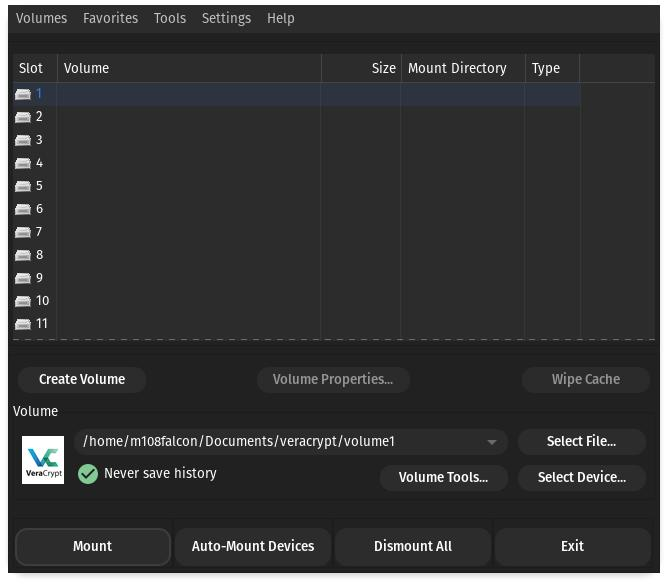 Volumes Favorites Tools Settings Help
Slot Volume Size Mount Directory Type
1
2
3
4
5
6
7
8
9
10
11
Create Volume Volume Properties... Wipe Cache
Volume
/home/m108falcon/Documents/veracrypt/volume1 Select File...
VeraCrypt Never save history Volume Tools... Select Device...
Mount Auto-Mount Devices Dismount All Exit